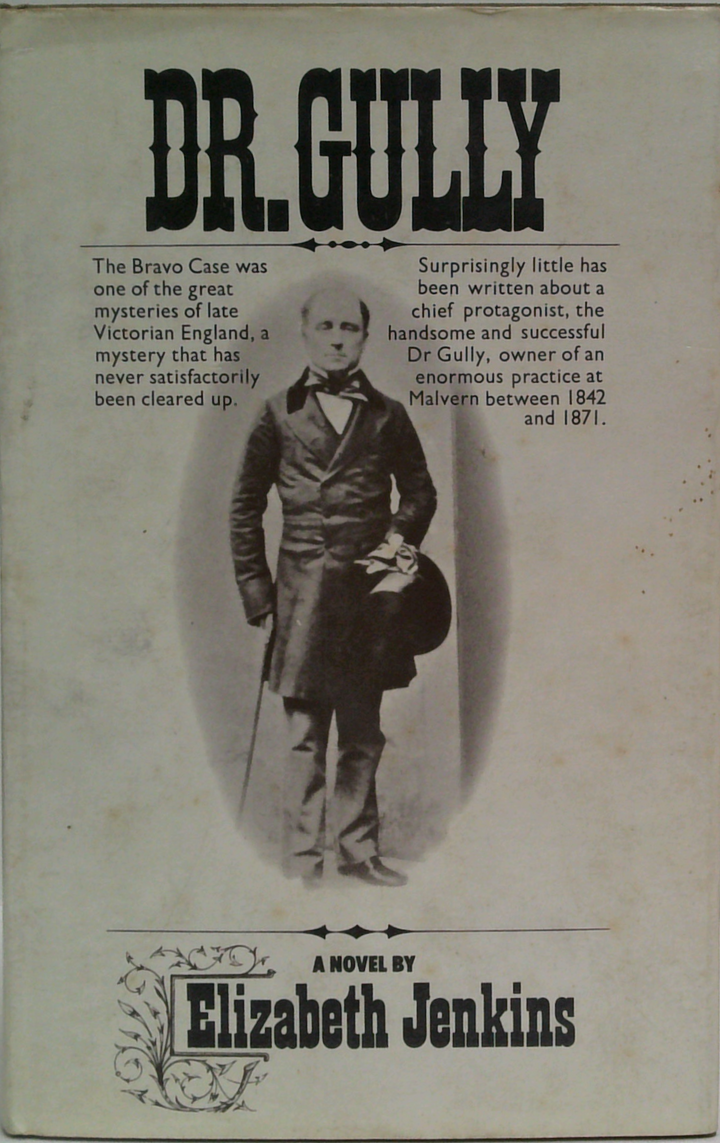 DR. GULLY
The Bravo Case was
one of the great
mysteries of late
Victorian England, a
mystery that has
never satisfactorily
been cleared up.
Surprisingly little has
been written about a
chief protagonist, the
handsome and successful
Dr Gully, owner of an
enormous practice at
Malvern between 1842
and 1871.
A NOVEL BY
Elizabeth Jenkins